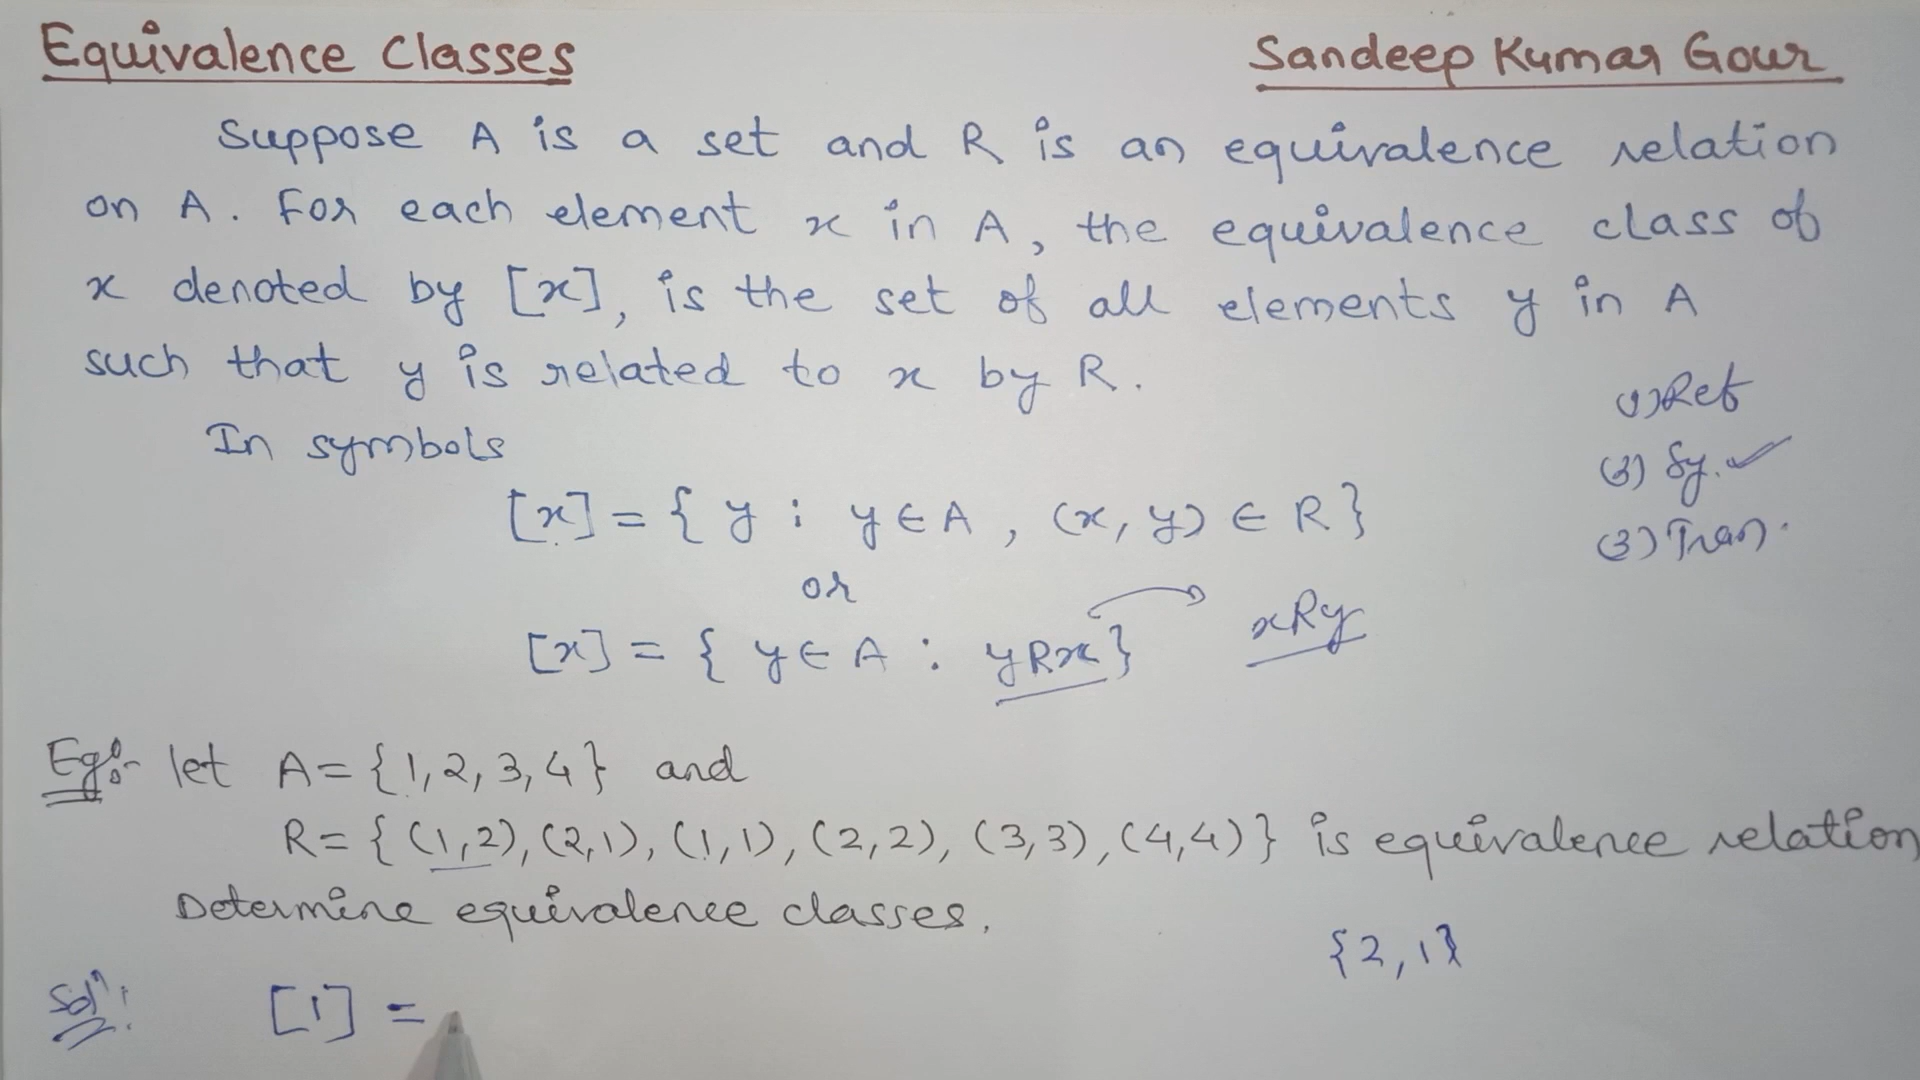 Equivalence Classes
Sandeep Kumar Gour
Suppose A is a set and R is an equivalence relation
on A. For each element x in A, the equivalence class of
x denoted by [x], is the set of all elements y in A
such that y is related to x by R.
In symbols
[x] = { y : y ∈ A , (x, y) ∈ R }
or
[x] = { y ∈ A : yRx }
xRy
(1) Ref
(3) Sy. ✓
(3) Tran.
Eg:- let A = { 1, 2, 3, 4 } and
R = { (1,2), (2,1), (1,1), (2,2), (3,3), (4,4) } is equivalence relation
Determine equivalence classes.
{2, 1}
Solⁿ: [1] =